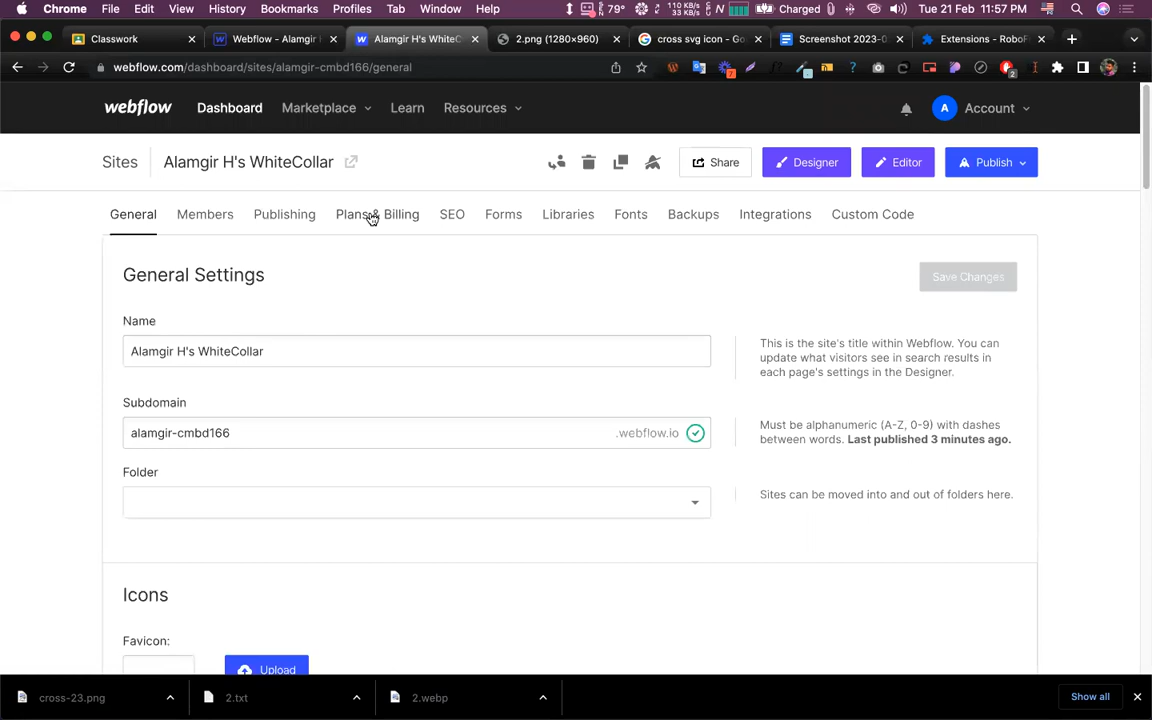 Chrome File Edit View History Bookmarks Profiles Tab Window Help 79° 110 KB/s 33 KB/s N Charged Tue 21 Feb 11:57 PM
Classwork Webflow - Alamgir Alamgir H's WhiteC 2.png (1280×960) cross svg icon - Go Screenshot 2023- Extensions - RoboF
webflow.com/dashboard/sites/alamgir-cmbd166/general 7 2
webflow Dashboard Marketplace Learn Resources A Account
Sites Alamgir H's WhiteCollar Share Designer Editor Publish
General Members Publishing Plans & Billing SEO Forms Libraries Fonts Backups Integrations Custom Code
General Settings
Save Changes
Name
Alamgir H's WhiteCollar
This is the site's title within Webflow. You can
update what visitors see in search results in
each page's settings in the Designer.
Subdomain
alamgir-cmbd166 .webflow.io
Must be alphanumeric (A-Z, 0-9) with dashes
between words. Last published 3 minutes ago.
Folder
Sites can be moved into and out of folders here.
Icons
Favicon:
Upload
cross-23.png 2.txt 2.webp Show all